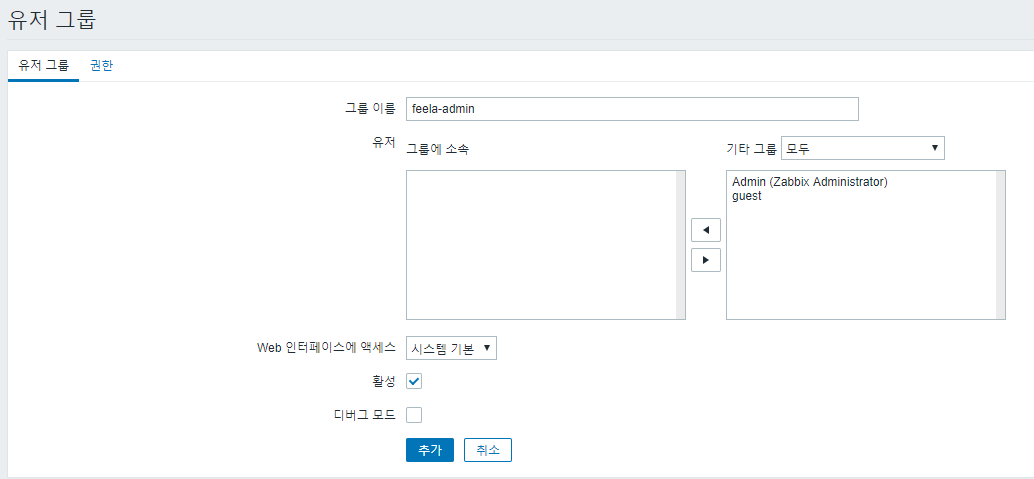 유저 그룹
유저 그룹 권한
그룹 이름 feela-admin
유저 그룹에 소속 기타 그룹 모두
Admin (Zabbix Administrator)
guest
Web 인터페이스에 액세스 시스템 기본
활성
디버그 모드
추가 취소